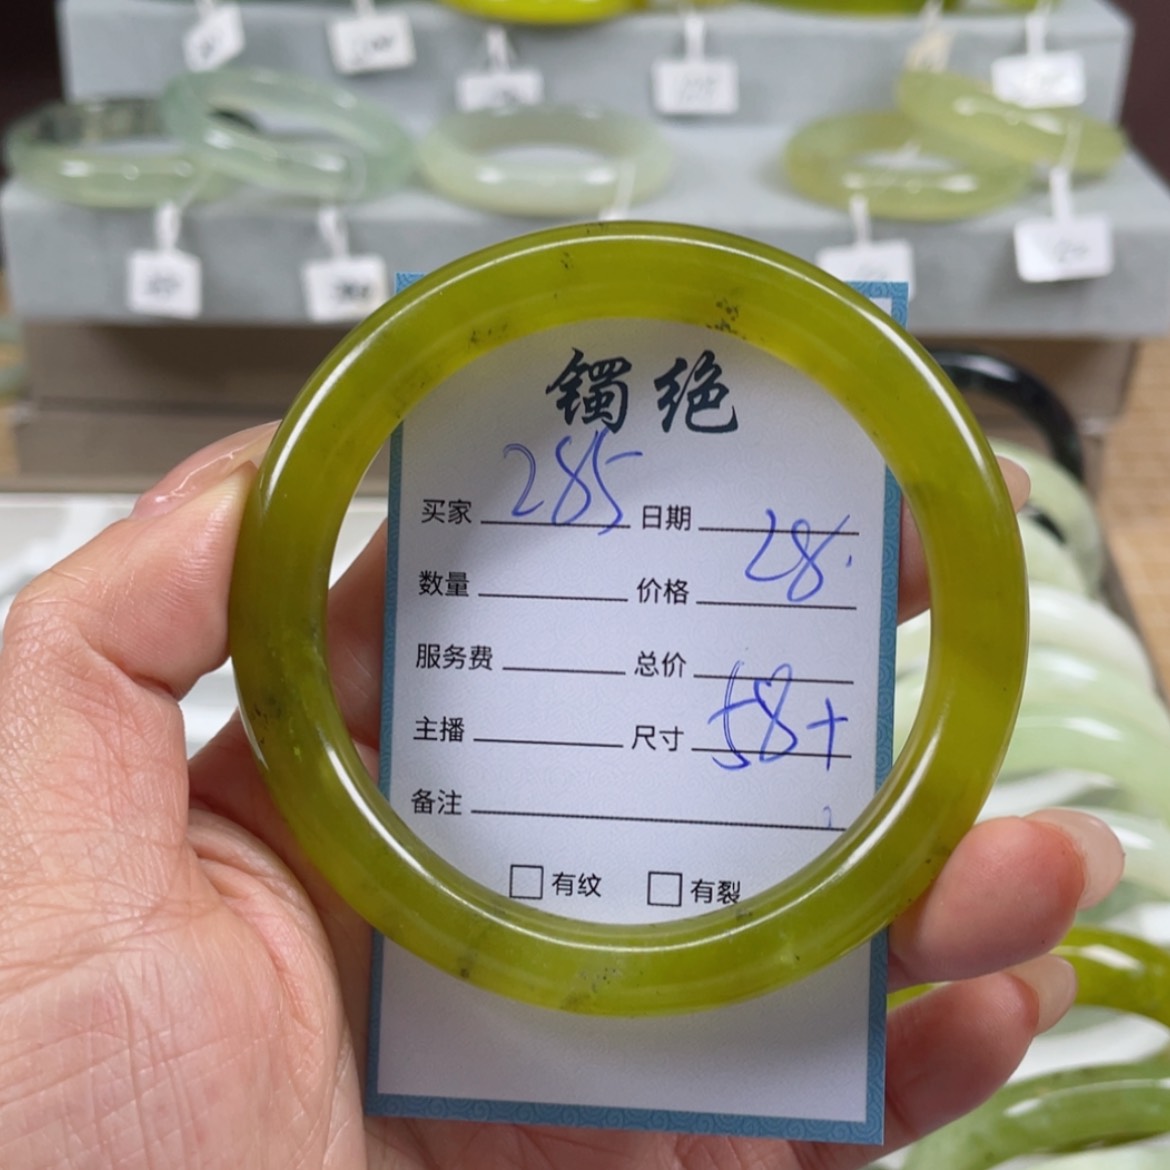 镯绝
285
买家 日期 28.
数量 价格
服务费 总价
主播 尺寸 58+
备注
□ 有纹 □ 有裂